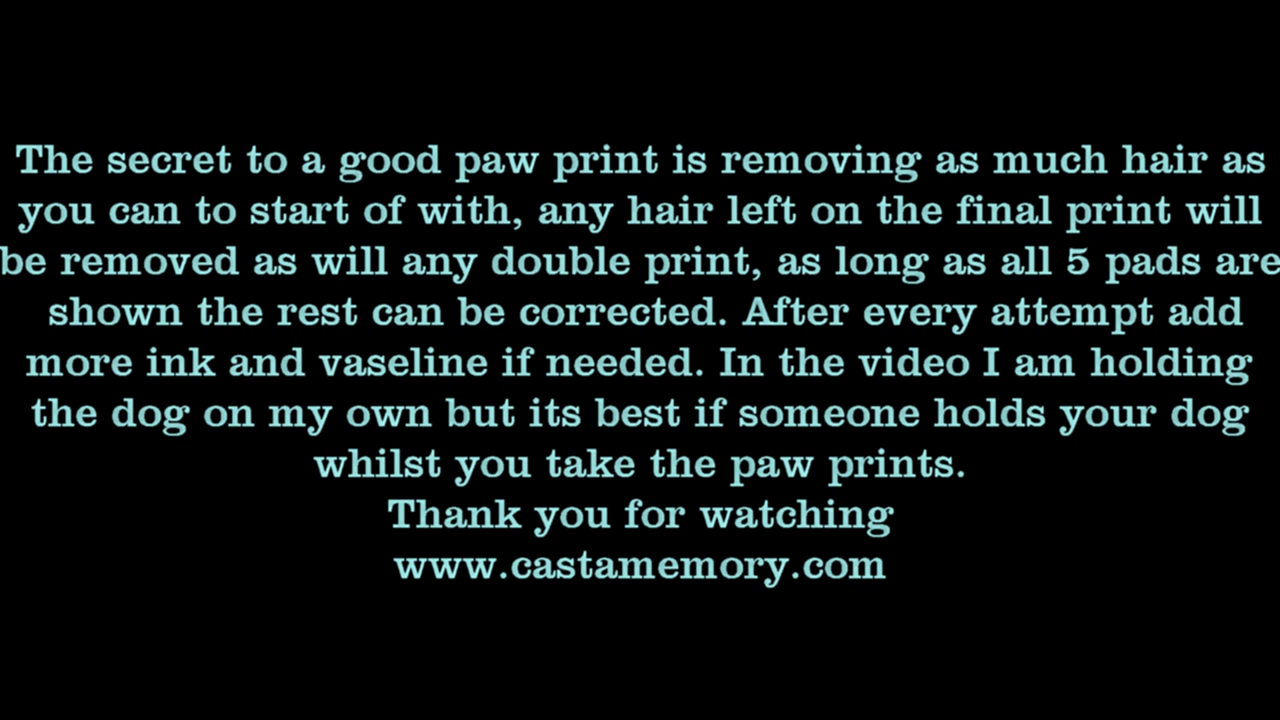 The secret to a good paw print is removing as much hair as
you can to start of with, any hair left on the final print will
be removed as will any double print, as long as all 5 pads are
shown the rest can be corrected. After every attempt add
more ink and vaseline if needed. In the video I am holding
the dog on my own but its best if someone holds your dog
whilst you take the paw prints.
Thank you for watching
www.castamemory.com